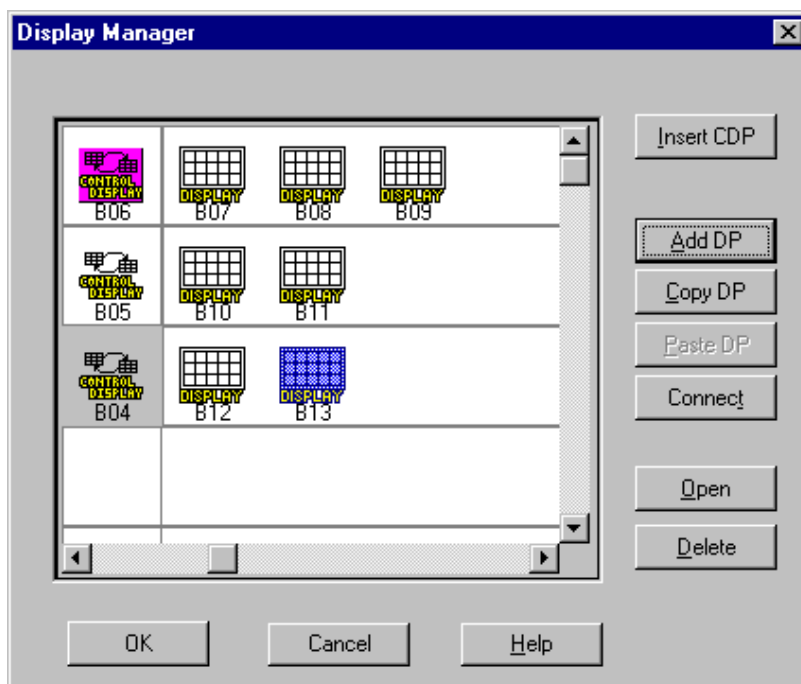 Display Manager
CONTROL
DISPLAY
B06
DISPLAY
B07
DISPLAY
B08
DISPLAY
B09
CONTROL
DISPLAY
B05
DISPLAY
B10
DISPLAY
B11
CONTROL
DISPLAY
B04
DISPLAY
B12
DISPLAY
B13
Insert CDP
Add DP
Copy DP
Paste DP
Connect
Open
Delete
OK
Cancel
Help